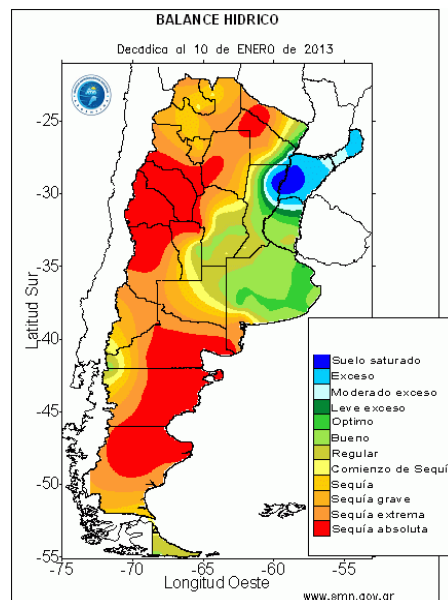 BALANCE HIDRICO
Decadica al 10 de ENERO de 2013
-25
-30
-35
-40
-45
-50
-55
Latitud Sur
-75
-70
-65
-60
-55
Longitud Oeste
Suelo saturado
Exceso
Moderado exceso
Leve exceso
Optimo
Bueno
Regular
Comienzo de Sequí
Sequía
Sequía grave
Sequía extrema
Sequía absoluta
www.smn.gov.ar